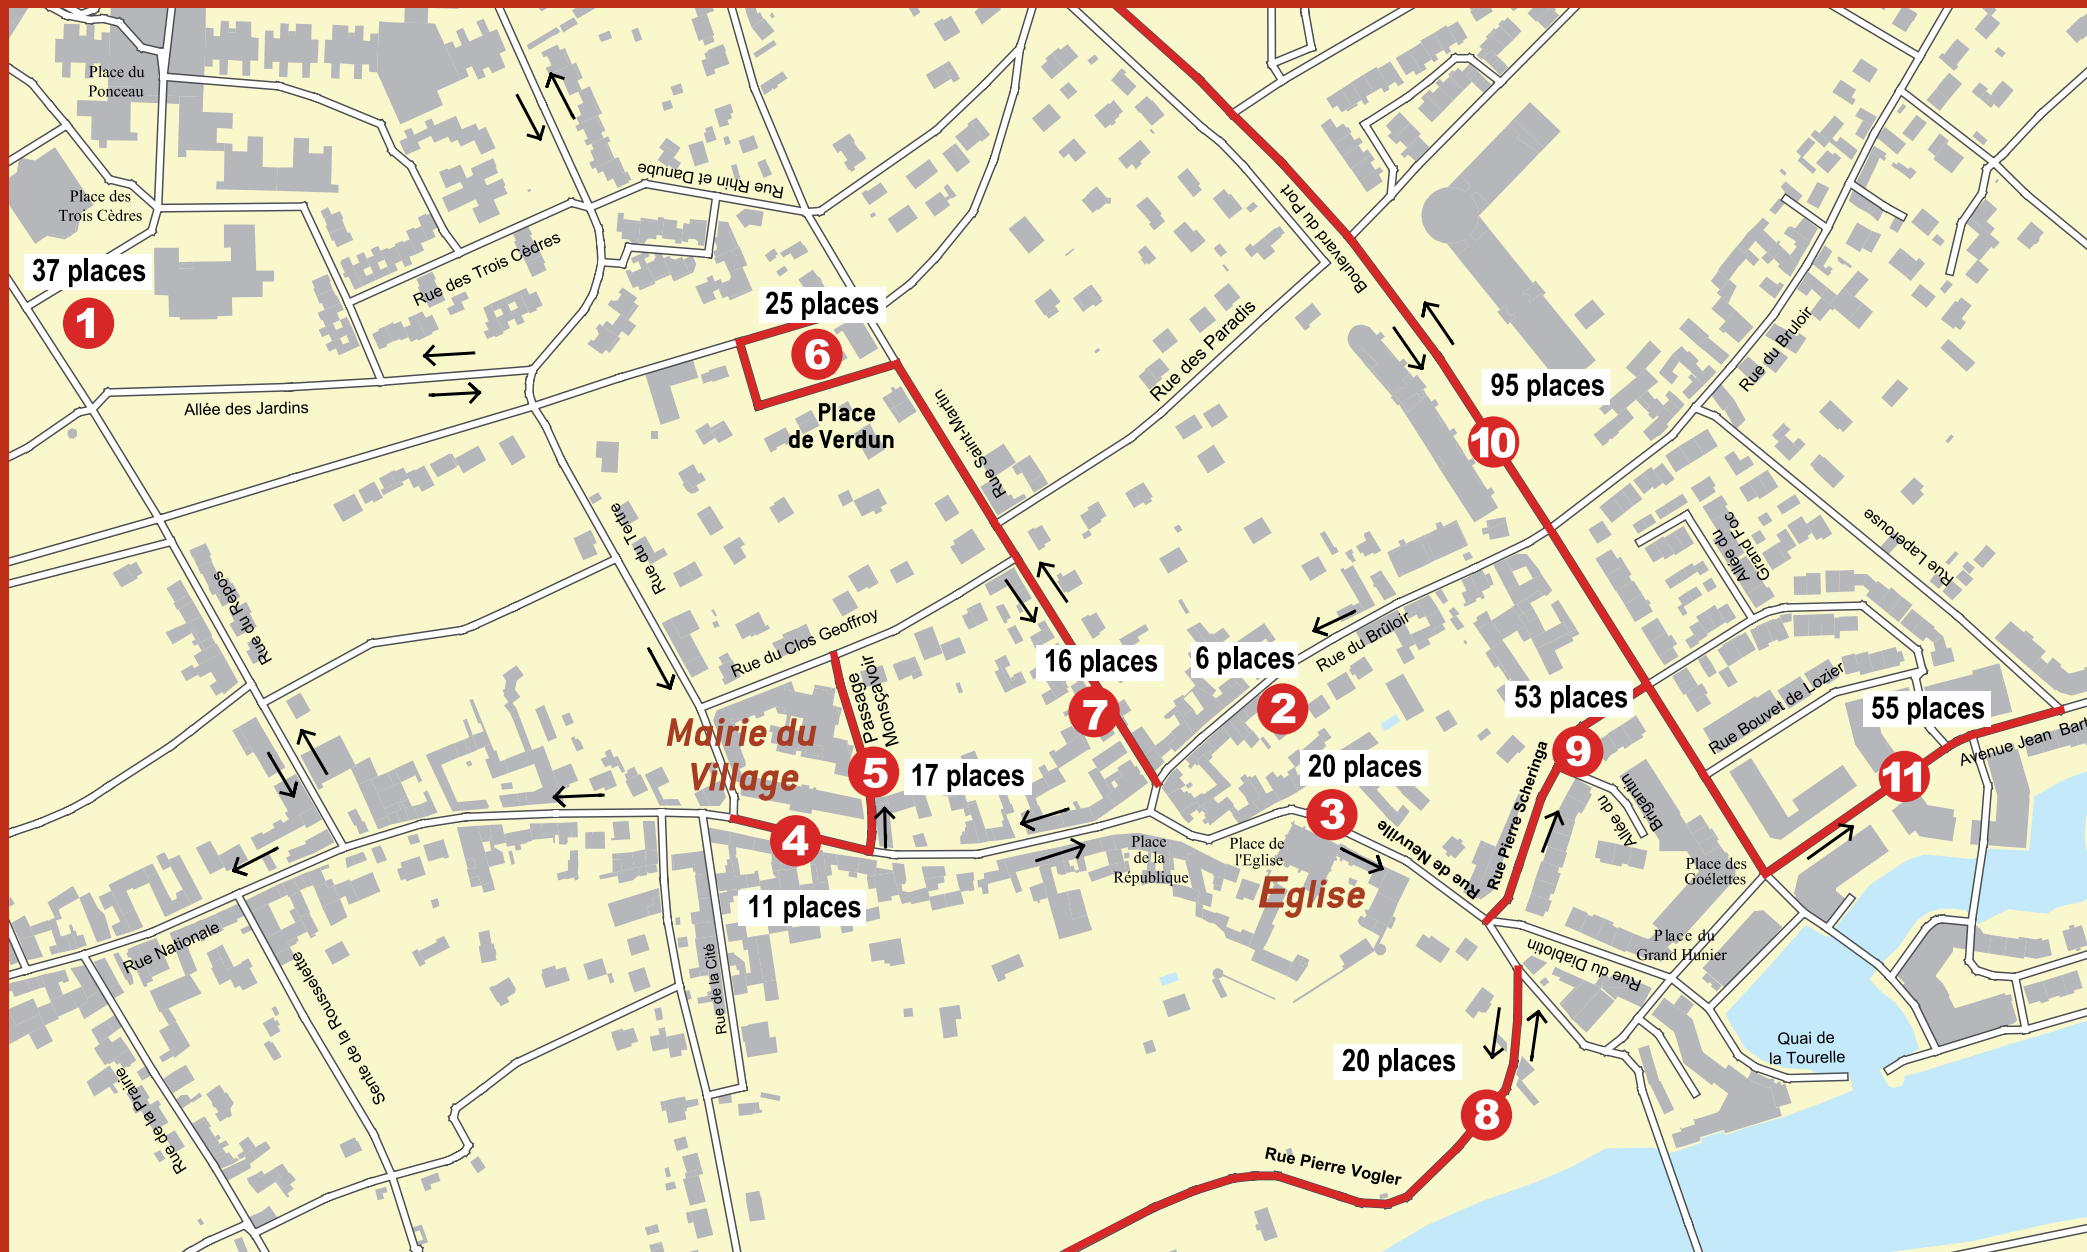 Place du
Ponceau
Place des
Trois Cèdres
37 places
1
Rue des Trois Cèdres
Rue Rhin et Danube
Allée des Jardins
25 places
6
Place
de Verdun
Rue Saint-Martin
Rue des Paradis
Boulevard du Port
95 places
10
Rue du Bruloir
Rue Laperouse
Allée du
Grand Foc
Rue du Repos
Rue du Tertre
Rue du Clos Geoffroy
Passage
Monsçavoir
16 places
7
6 places
2
Rue du Brûloir
53 places
9
Rue Bouvet de Lozier
55 places
11
Avenue Jean Bart
Mairie du
Village
5
17 places
4
11 places
20 places
3
Rue de Neuville
Rue Pierre Scheringa
Allée du
Brigantin
Place
de la
République
Place de
l'Eglise
Eglise
Place des
Goélettes
Place du
Grand Hunier
Rue du Diablotin
Quai de
la Tourelle
Rue Nationale
Sente de la Rousselette
Rue de la Prairie
Rue de la Cité
20 places
8
Rue Pierre Vogler